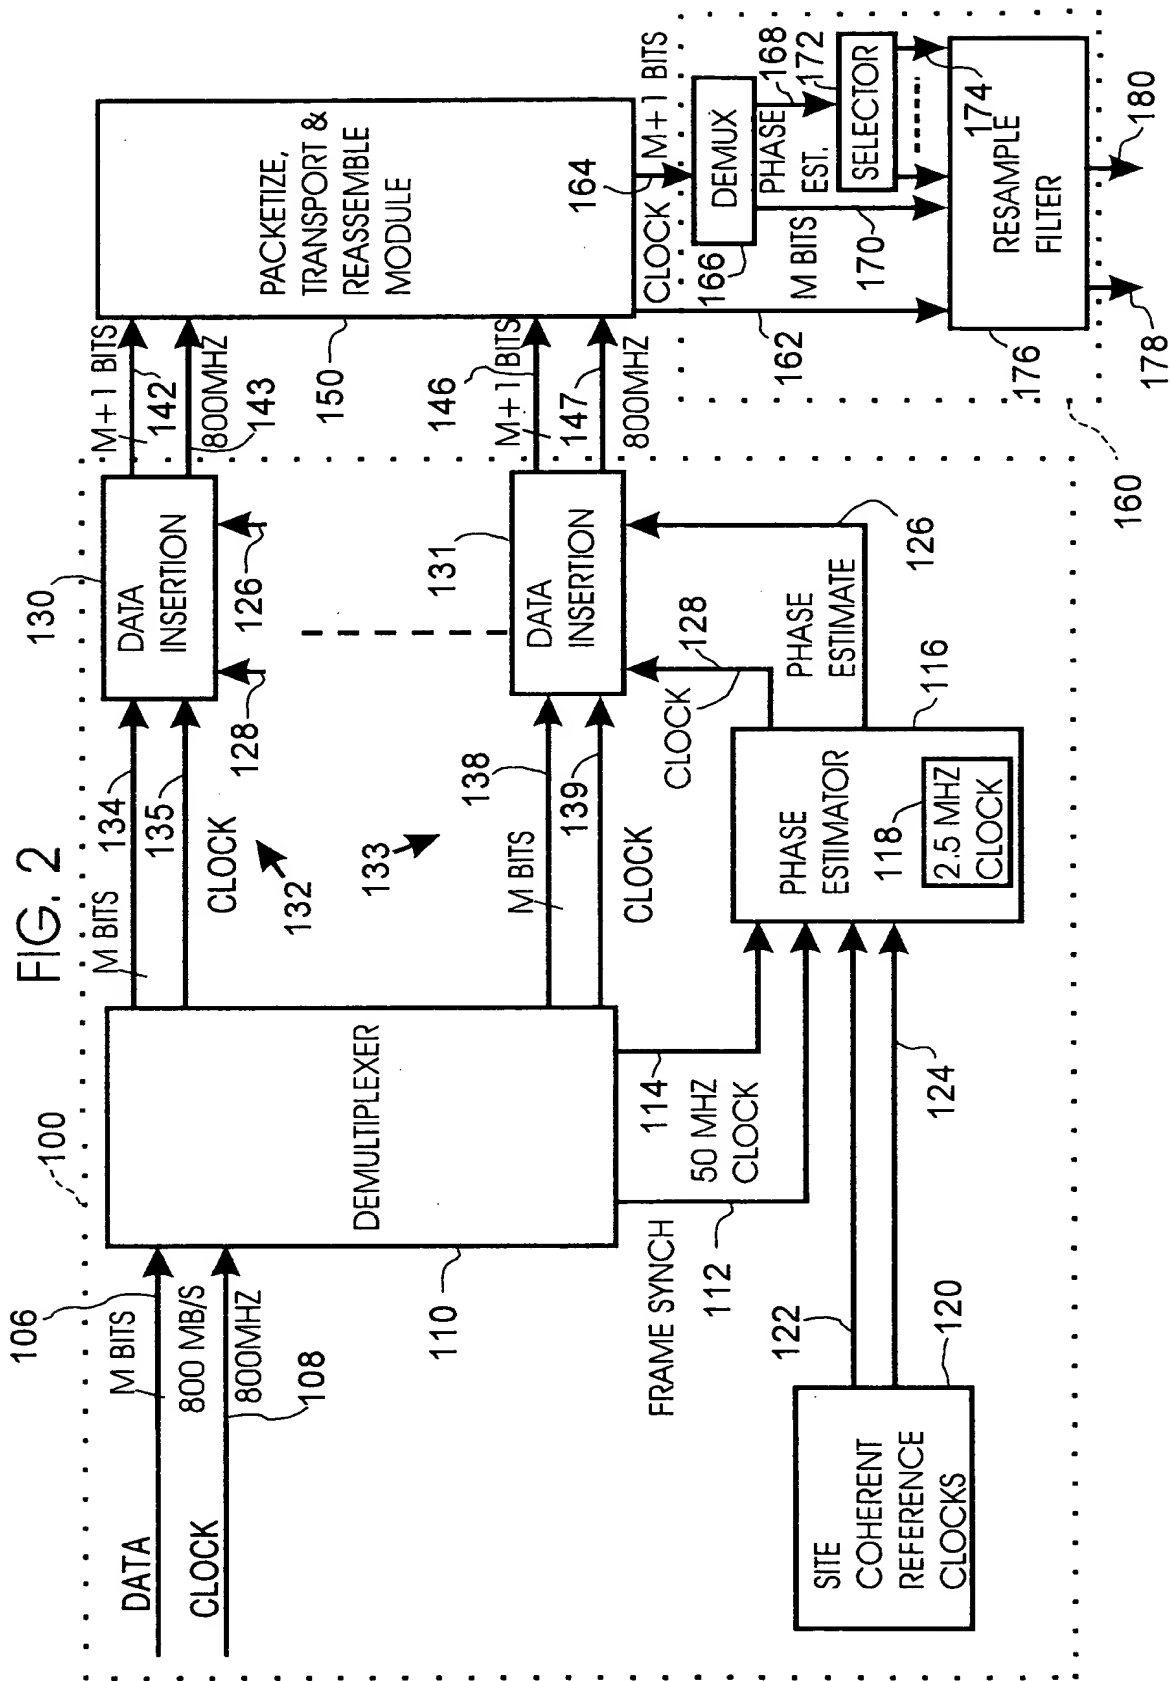 FIG. 2
100
106
M BITS
DATA
800 MB/S
CLOCK
800MHZ
108
110
DEMULTIPLEXER
M BITS
134
135
CLOCK
132
133
M BITS
138
139
CLOCK
114
50 MHZ
CLOCK
FRAME SYNCH
112
122
124
120
SITE
COHERENT
REFERENCE
CLOCKS
PHASE
ESTIMATOR
118
2.5 MHZ
CLOCK
116
CLOCK
128
PHASE
ESTIMATE
126
130
DATA
INSERTION
128
126
131
DATA
INSERTION
M+1 BITS
142
800MHZ
143
150
146
M+1 BITS
147
800MHZ
PACKETIZE,
TRANSPORT &
REASSEMBLE
MODULE
164
CLOCK
M+1 BITS
162
166
DEMUX
168
PHASE
EST.
172
M BITS
170
SELECTOR
174
RESAMPLE
FILTER
176
178
180
160